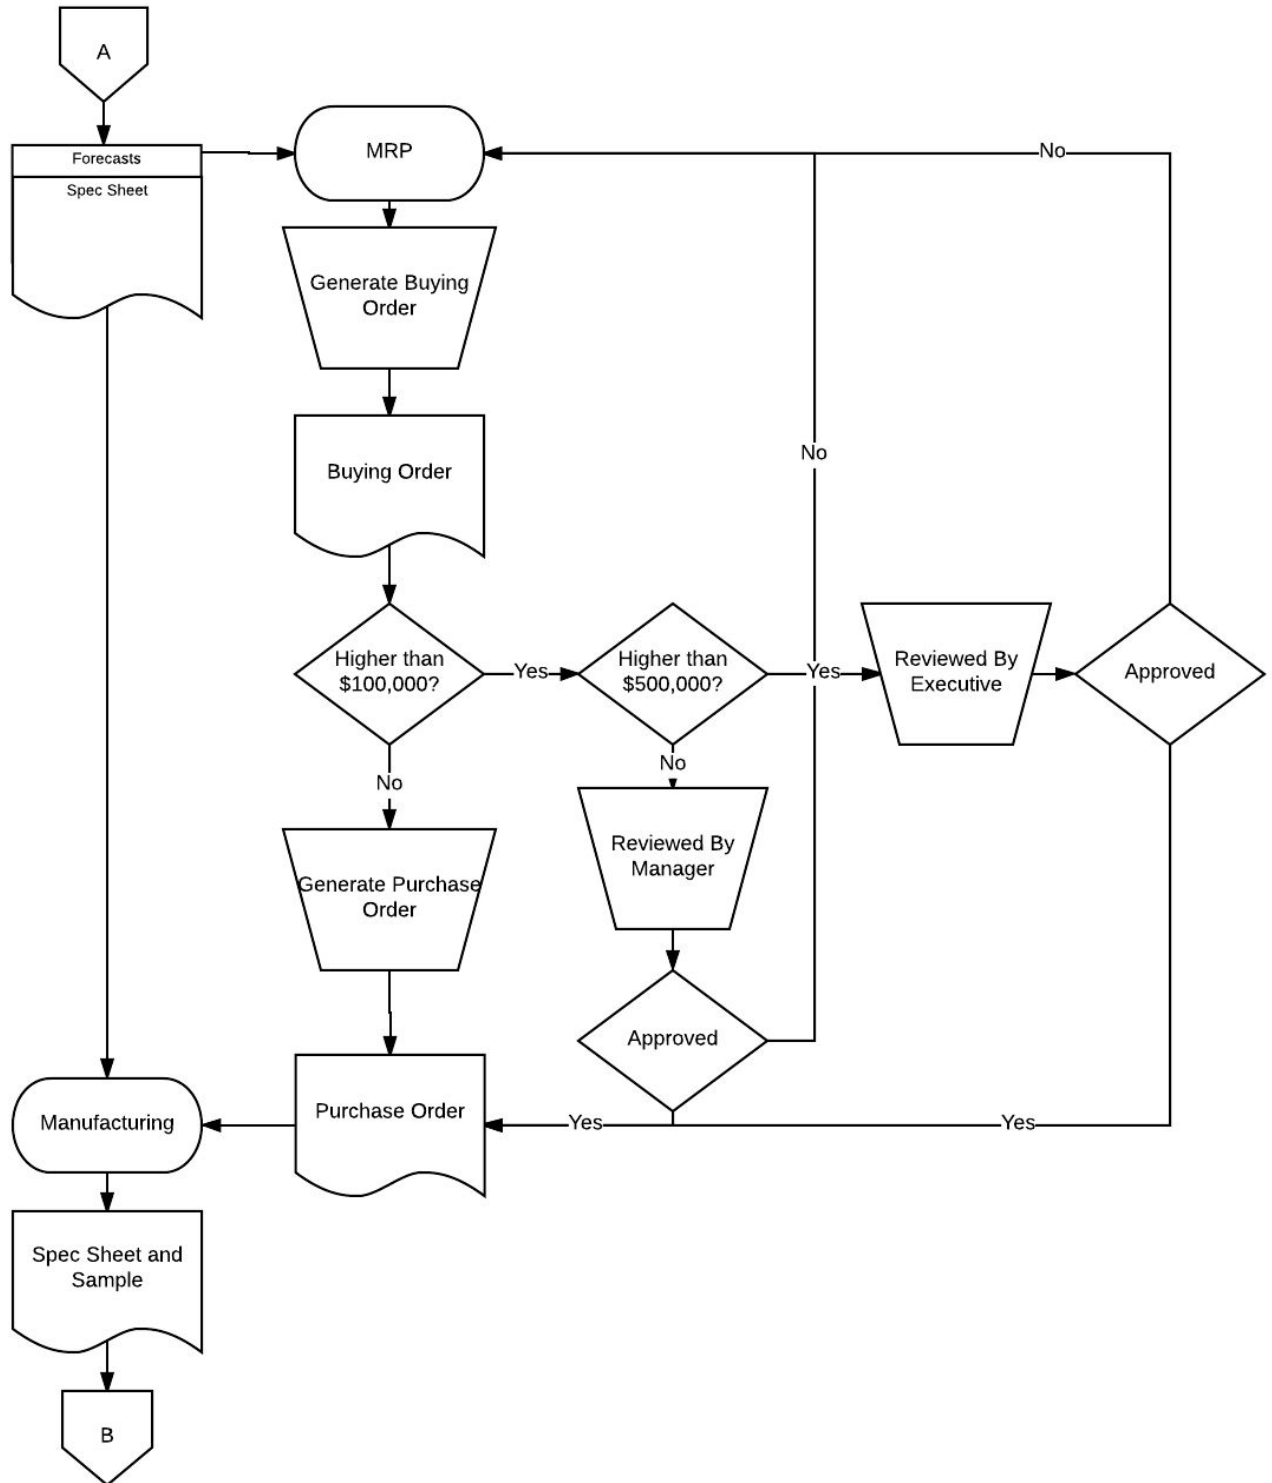 A
Forecasts
Spec Sheet
MRP
No
Generate Buying
Order
Buying Order
No
Higher than
$100,000?
Yes
Higher than
$500,000?
Yes
Reviewed By
Executive
Approved
No
No
Generate Purchase
Order
Reviewed By
Manager
Approved
Manufacturing
Purchase Order
Yes
Yes
Spec Sheet and
Sample
B